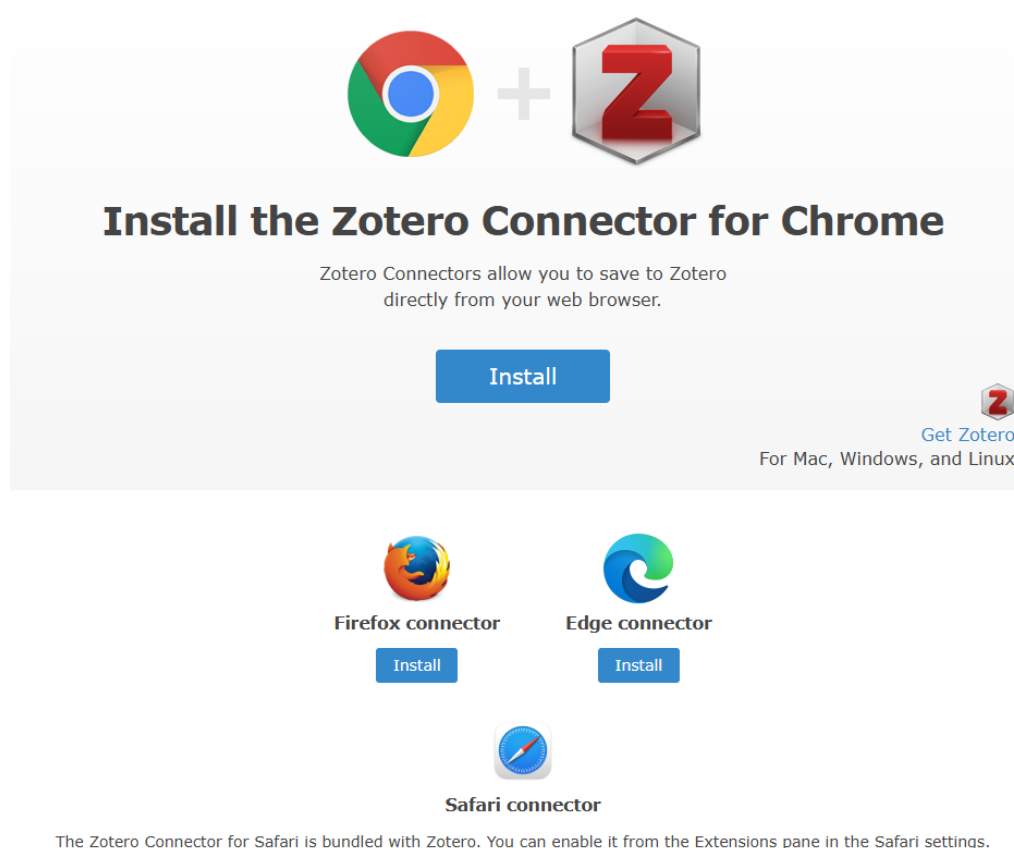 Z
Install the Zotero Connector for Chrome
Zotero Connectors allow you to save to Zotero
directly from your web browser.
Install
Z
Get Zotero
For Mac, Windows, and Linux
Firefox connector
Edge connector
Install
Install
Safari connector
The Zotero Connector for Safari is bundled with Zotero. You can enable it from the Extensions pane in the Safari settings.